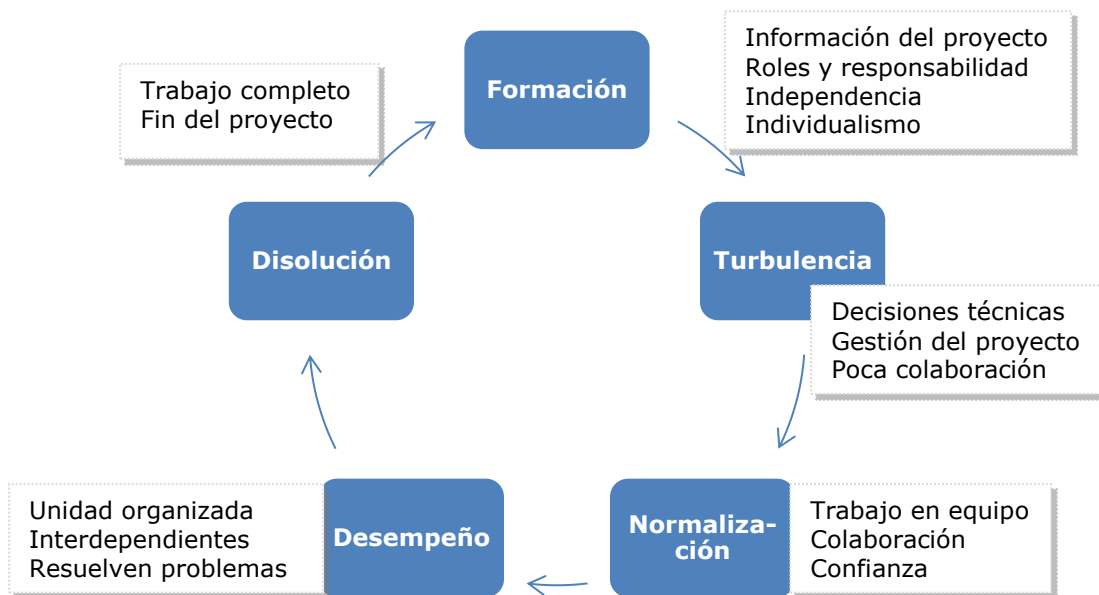 Formación
Información del proyecto
Roles y responsabilidad
Independencia
Individualismo
Turbulencia
Decisiones técnicas
Gestión del proyecto
Poca colaboración
Normaliza-
ción
Trabajo en equipo
Colaboración
Confianza
Desempeño
Unidad organizada
Interdependientes
Resuelven problemas
Disolución
Trabajo completo
Fin del proyecto